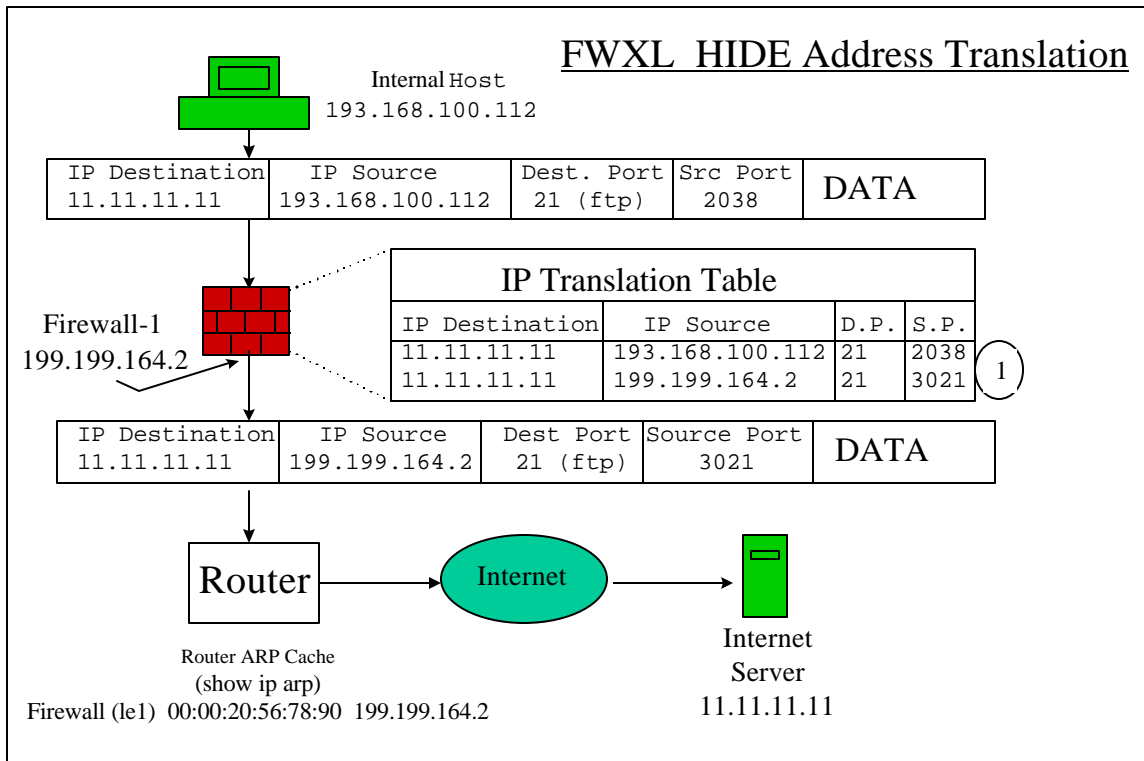 FWXL HIDE Address Translation
Internal Host
193.168.100.112
IP Destination IP Source Dest. Port Src Port DATA
11.11.11.11 193.168.100.112 21 (ftp) 2038
IP Translation Table
IP Destination IP Source D.P. S.P.
11.11.11.11 193.168.100.112 21 2038
11.11.11.11 199.199.164.2 21 3021
1
Firewall-1
199.199.164.2
IP Destination IP Source Dest Port Source Port DATA
11.11.11.11 199.199.164.2 21 (ftp) 3021
Router
Internet
Internet
Server
11.11.11.11
Router ARP Cache
(show ip arp)
Firewall (le1) 00:00:20:56:78:90 199.199.164.2